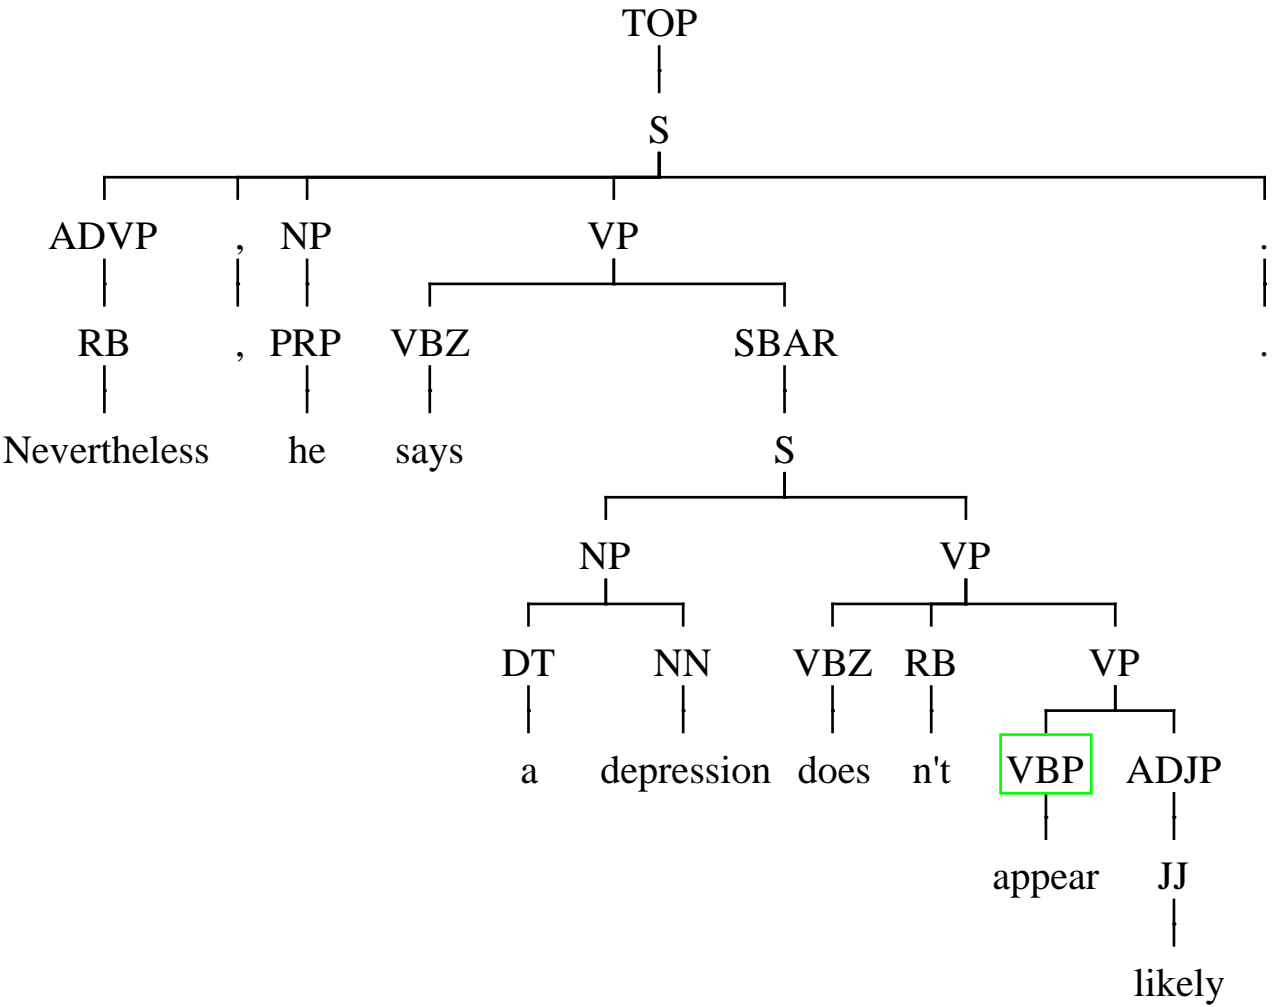 TOP
S
ADVP , NP VP .
RB , PRP VBZ SBAR .
Nevertheless he says S
NP VP
DT NN VBZ RB VP
a depression does n't VBP ADJP
appear JJ
likely